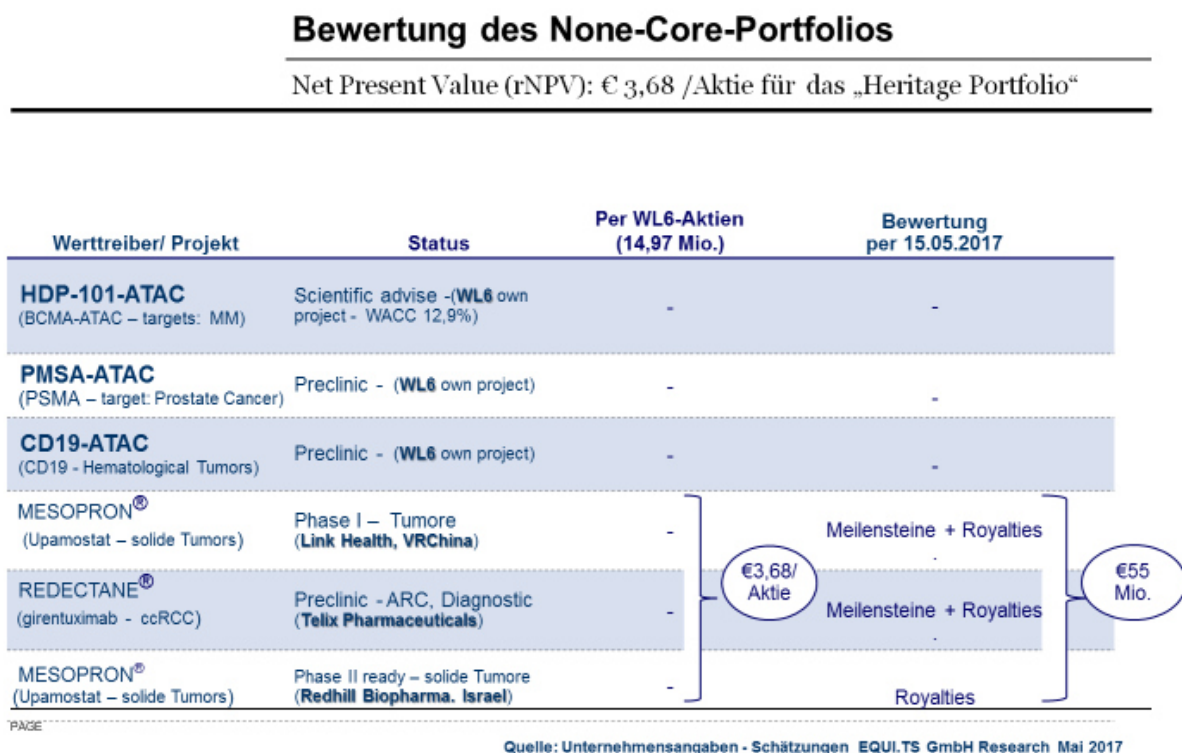 Bewertung des None-Core-Portfolios
Net Present Value (rNPV): € 3,68 /Aktie für das „Heritage Portfolio“
Werttreiber/ Projekt
Status
Per WL6-Aktien
(14,97 Mio.)
Bewertung
per 15.05.2017
HDP-101-ATAC
(BCMA-ATAC – targets: MM)
Scientific advise -(WL6 own
project - WACC 12,9%)
-
-
PMSA-ATAC
(PSMA – target: Prostate Cancer)
Preclinic - (WL6 own project)
-
-
CD19-ATAC
(CD19 - Hematological Tumors)
Preclinic - (WL6 own project)
-
-
MESOPRON®
(Upamostat – solide Tumors)
Phase I – Tumore
(Link Health, VRChina)
-
Meilensteine + Royalties
.
REDECTANE®
(girentuximab - ccRCC)
Preclinic - ARC, Diagnostic
(Telix Pharmaceuticals)
-
€3,68/
Aktie
Meilensteine + Royalties
.
€55
Mio.
MESOPRON®
(Upamostat – solide Tumors)
Phase II ready – solide Tumore
(Redhill Biopharma. Israel)
-
Royalties
PAGE
Quelle: Unternehmensangaben - Schätzungen EQUI.TS GmbH Research Mai 2017